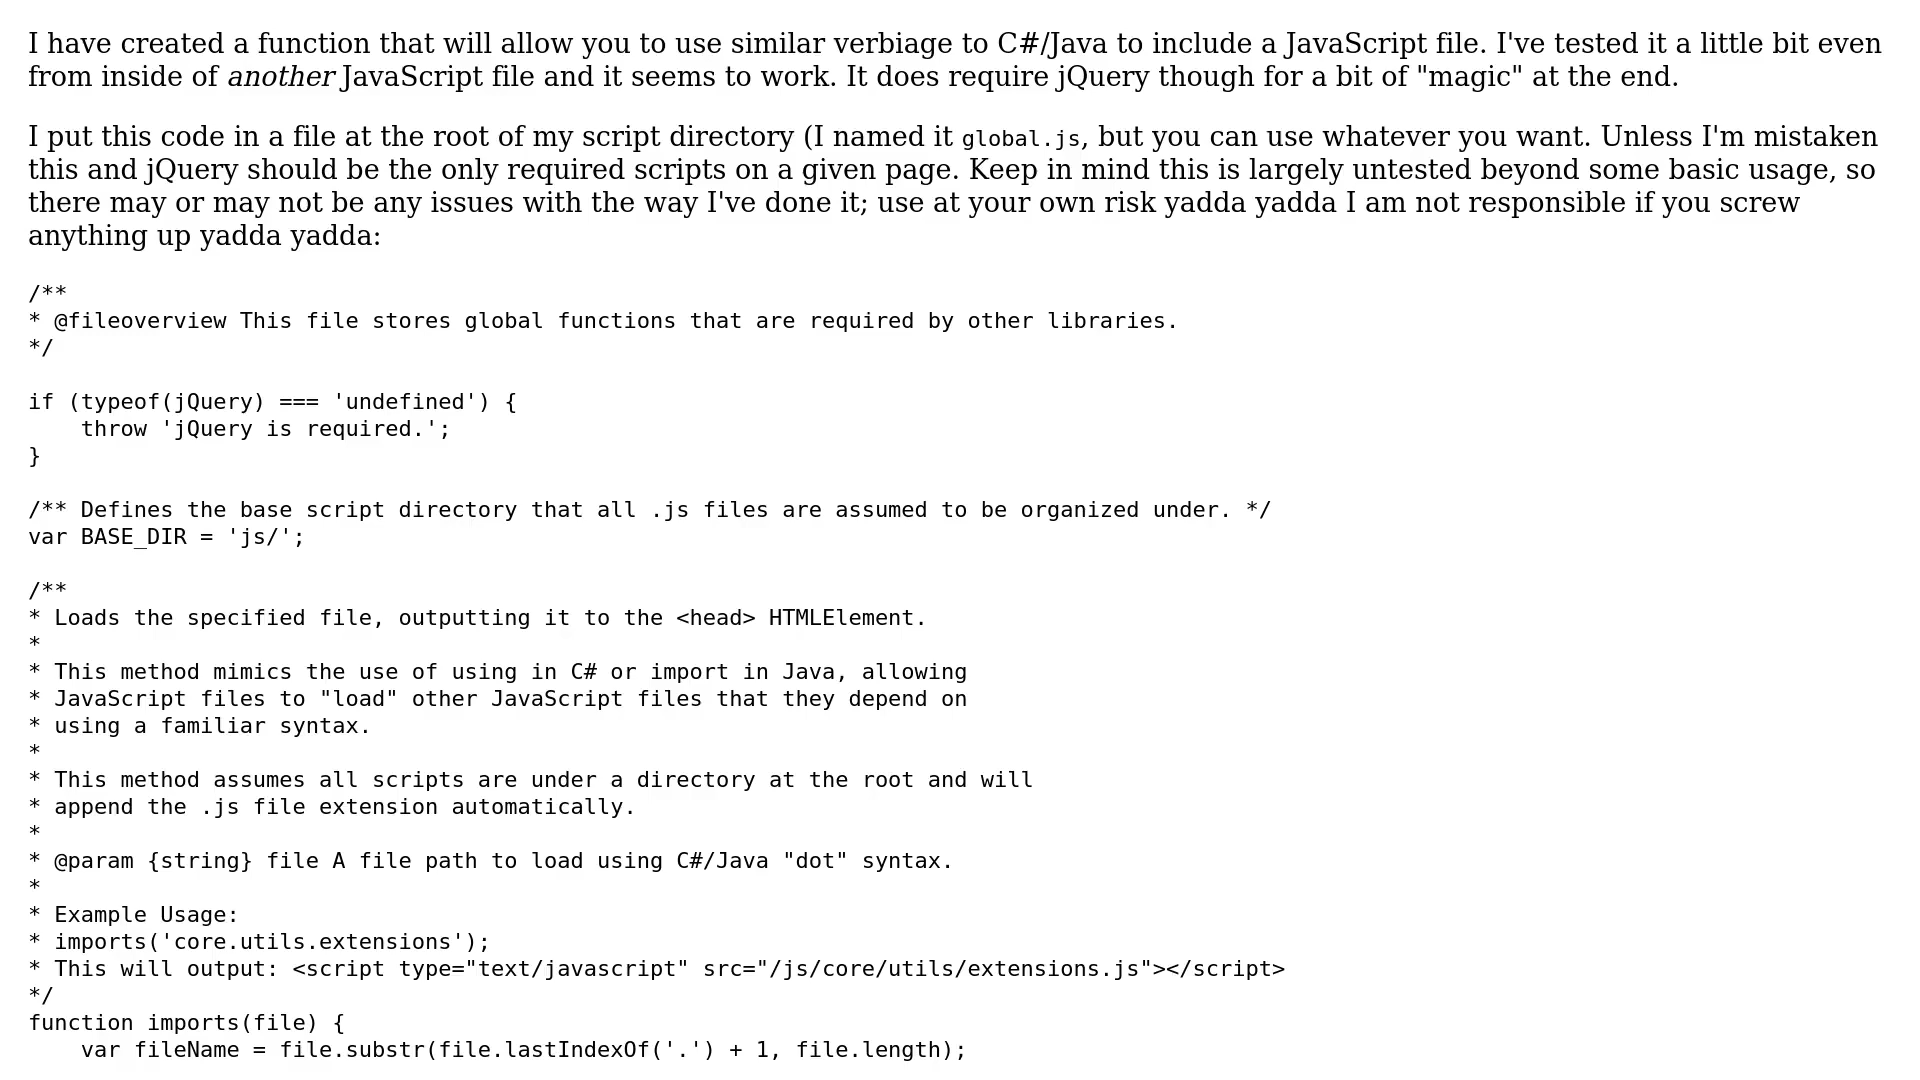 I have created a function that will allow you to use similar verbiage to C#/Java to include a JavaScript file. I've tested it a little bit even
from inside of another JavaScript file and it seems to work. It does require jQuery though for a bit of "magic" at the end.
I put this code in a file at the root of my script directory (I named it global.js, but you can use whatever you want. Unless I'm mistaken
this and jQuery should be the only required scripts on a given page. Keep in mind this is largely untested beyond some basic usage, so
there may or may not be any issues with the way I've done it; use at your own risk yadda yadda I am not responsible if you screw
anything up yadda yadda:
/**
* @fileoverview This file stores global functions that are required by other libraries.
*/
if (typeof(jQuery) === 'undefined') {
    throw 'jQuery is required.';
}
/** Defines the base script directory that all .js files are assumed to be organized under. */
var BASE_DIR = 'js/';
/**
* Loads the specified file, outputting it to the <head> HTMLElement.
*
* This method mimics the use of using in C# or import in Java, allowing
* JavaScript files to "load" other JavaScript files that they depend on
* using a familiar syntax.
*
* This method assumes all scripts are under a directory at the root and will
* append the .js file extension automatically.
*
* @param {string} file A file path to load using C#/Java "dot" syntax.
*
* Example Usage:
* imports('core.utils.extensions');
* This will output: <script type="text/javascript" src="/js/core/utils/extensions.js"></script>
*/
function imports(file) {
    var fileName = file.substr(file.lastIndexOf('.') + 1, file.length);